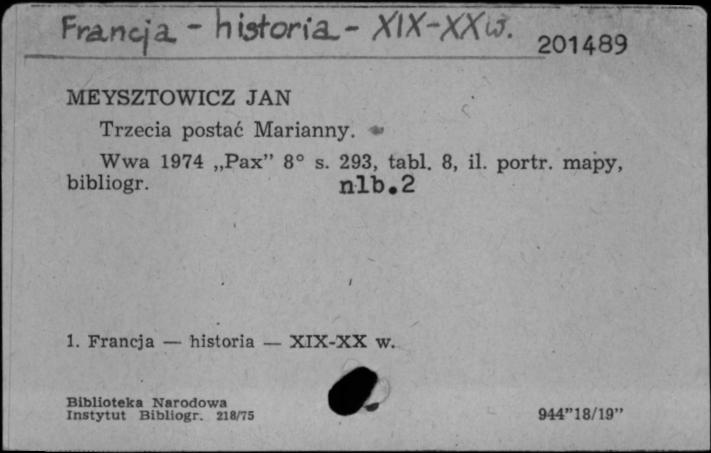 Francja - historia - XIX-XX w.
201489
MEYSZTOWICZ JAN
Trzecia postać Marianny.
Wwa 1974 „Pax” 8° s. 293, tabl. 8, il. portr. mapy,
bibliogr. nlb.2
1. Francja — historia — XIX-XX w.
Biblioteka Narodowa
Instytut Bibliogr. 218/75
944”18/19”